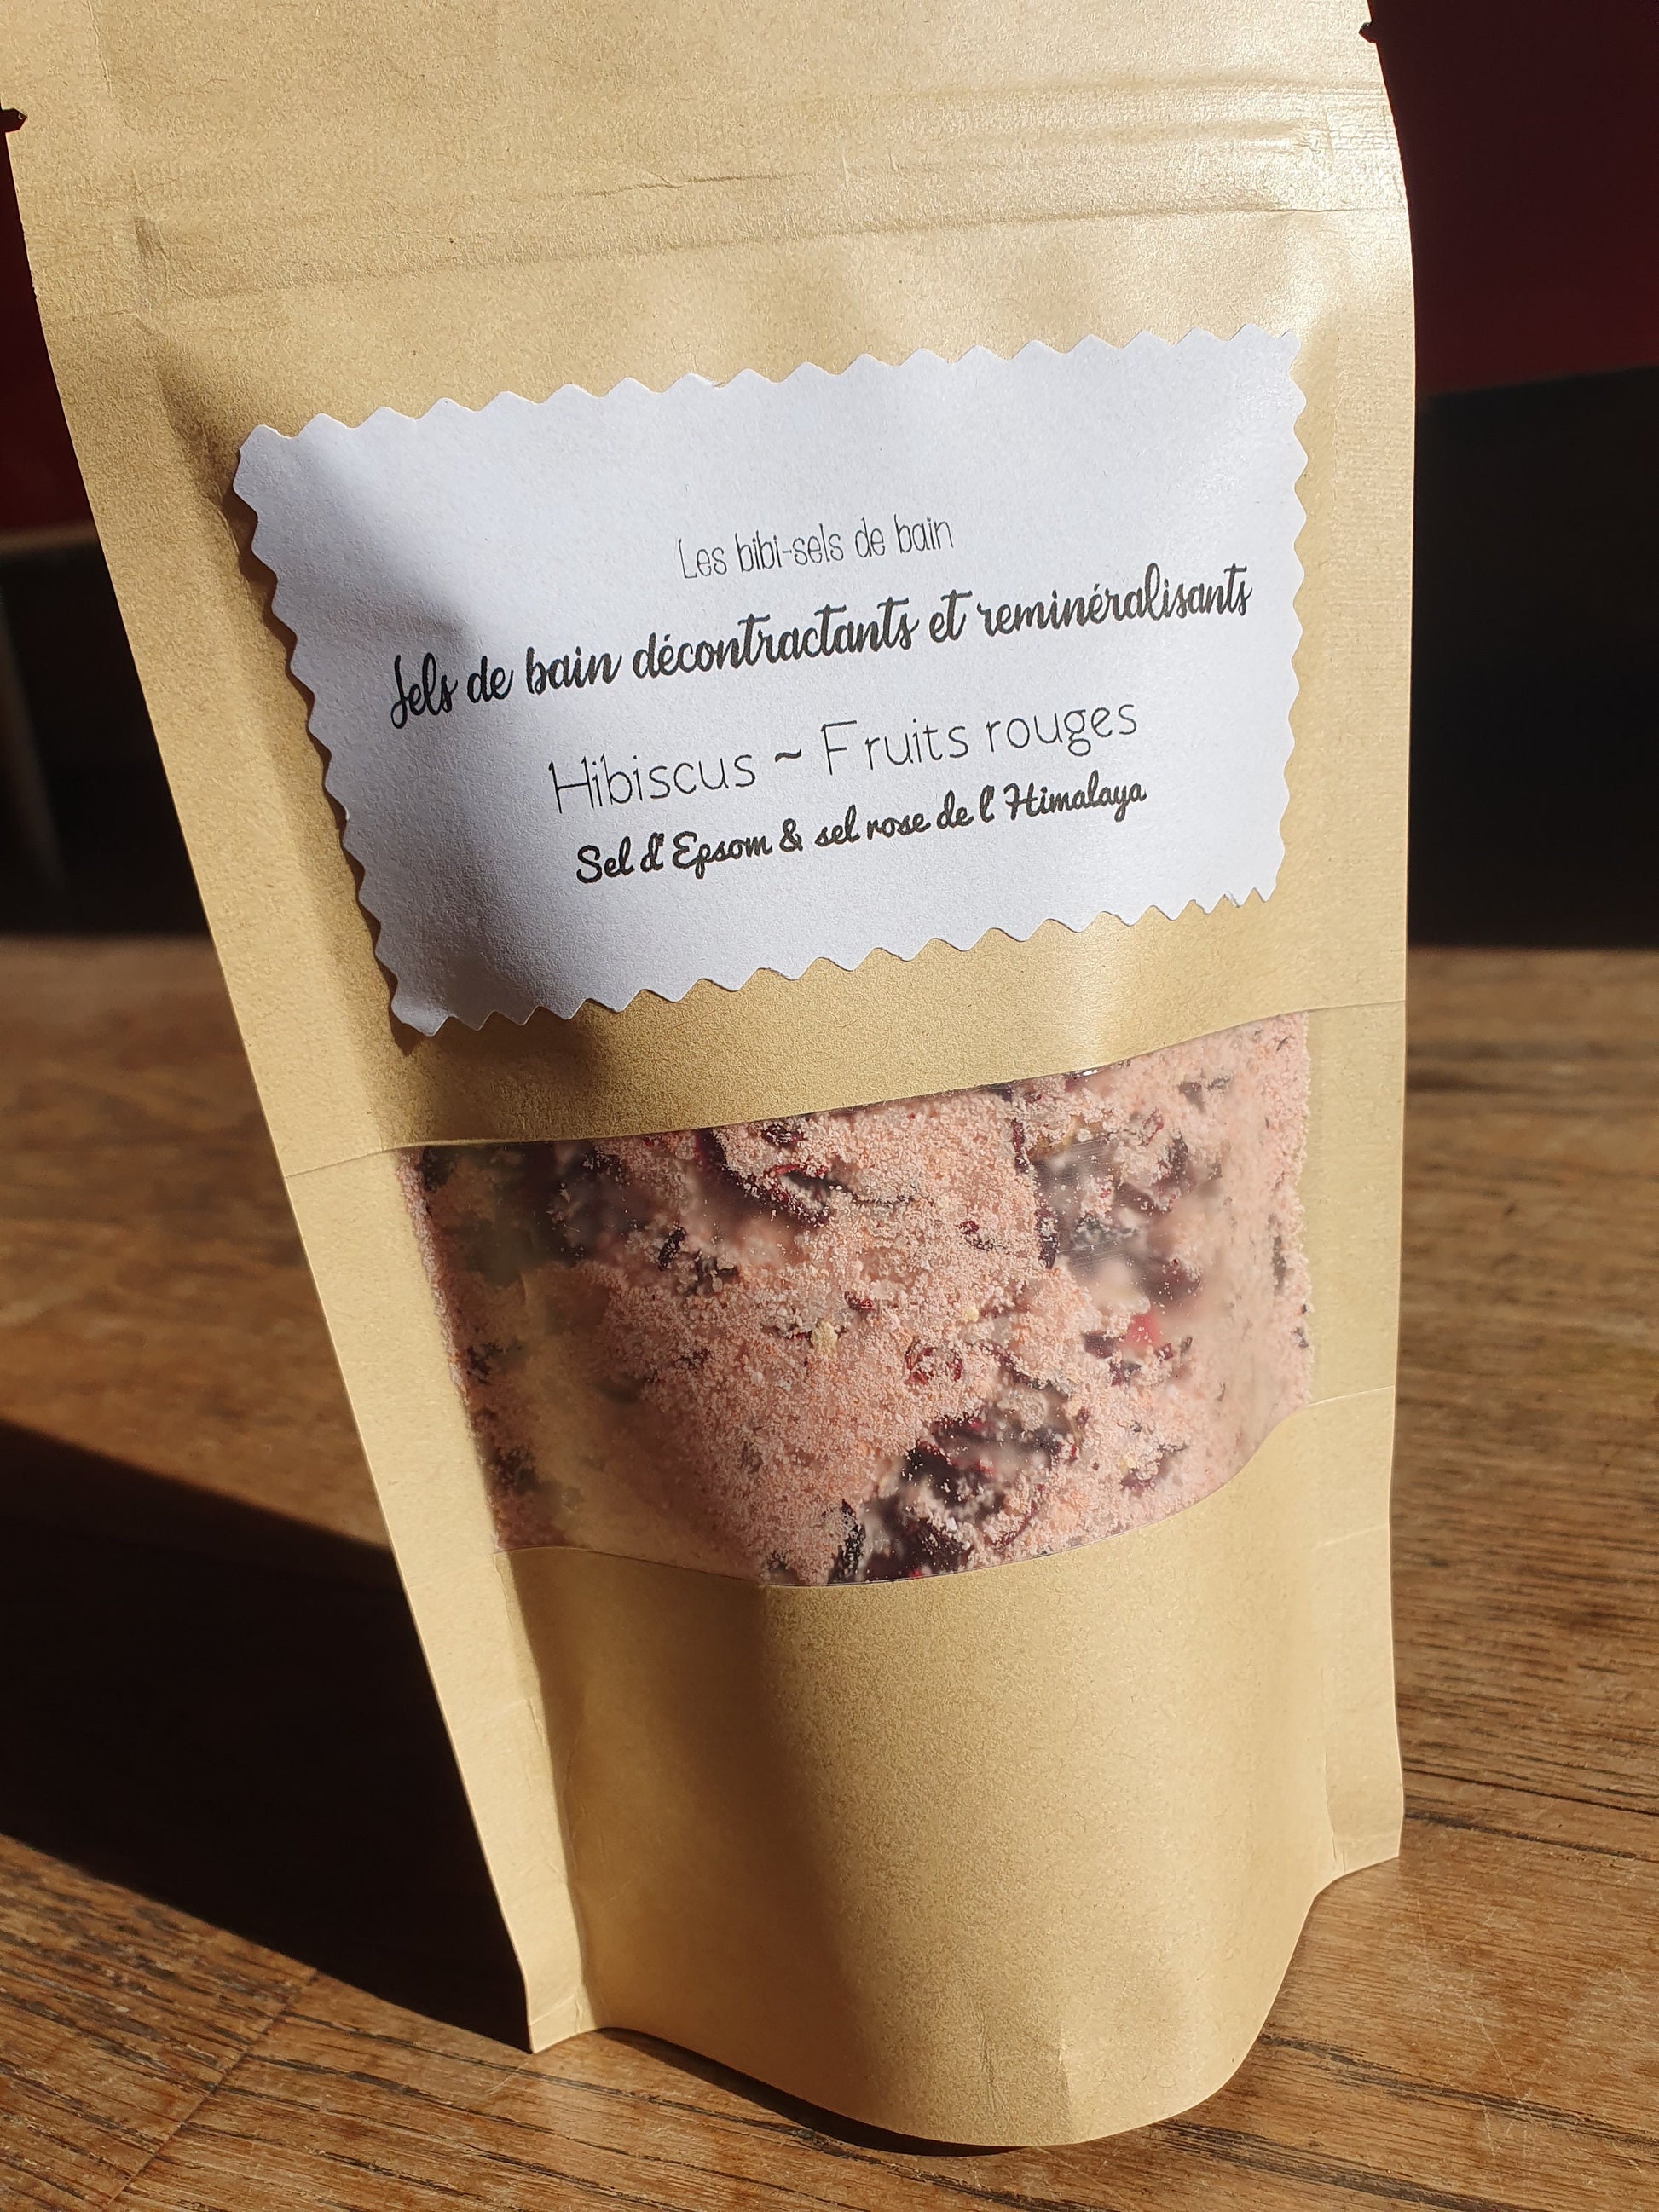 Les bibi-sels de bain
Sels de bain décontractants et reminéralisants
Hibiscus ~ Fruits rouges
Sel d'Epsom & sel rose de l'Himalaya